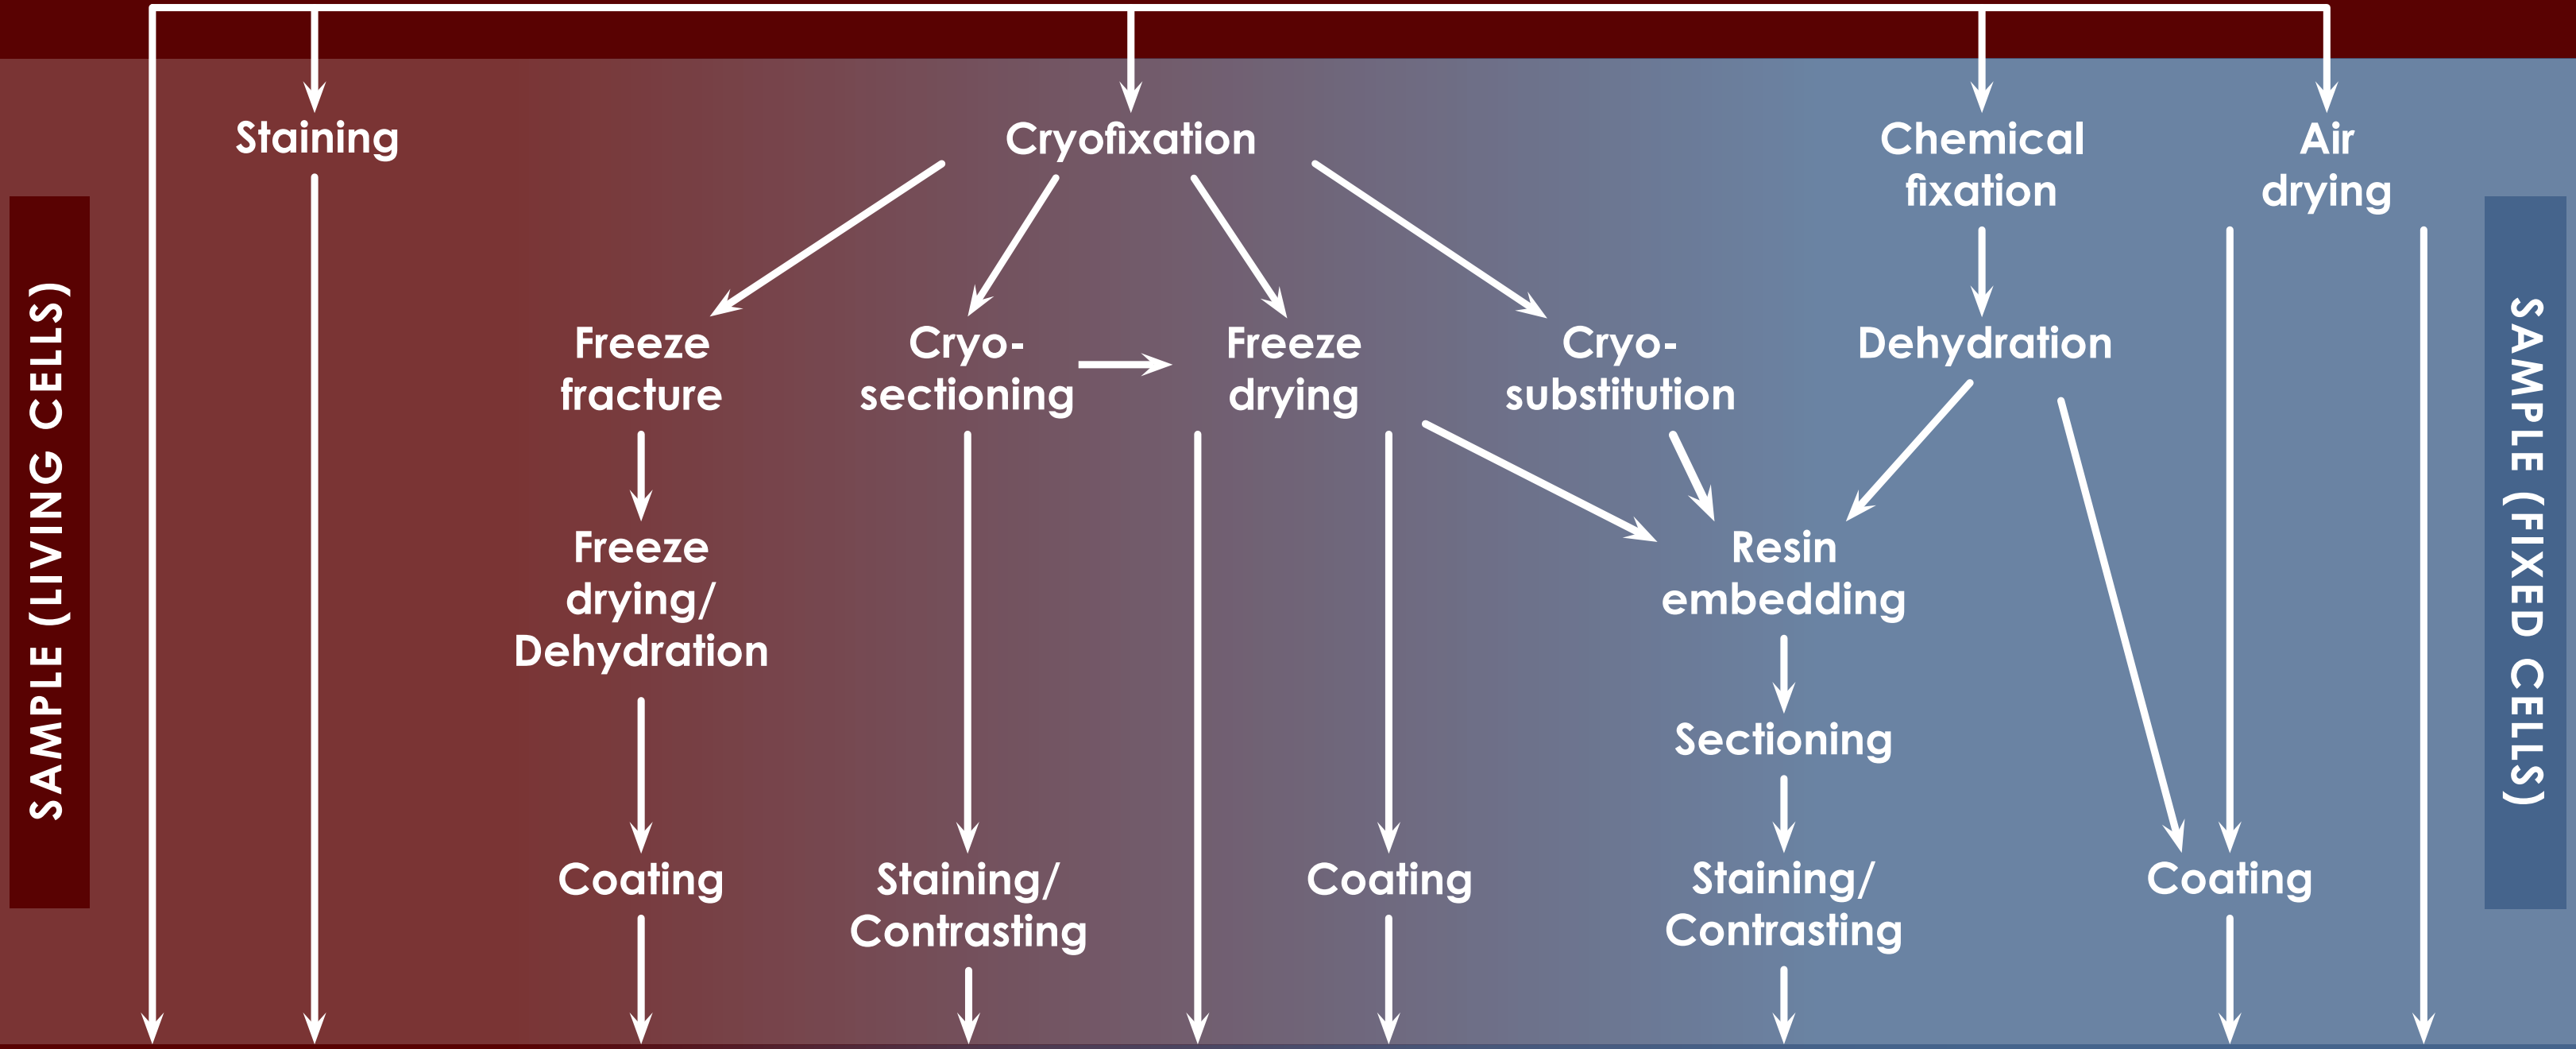 Staining
Cryofixation
Chemical
fixation
Air
drying
SAMPLE (LIVING CELLS)
SAMPLE (FIXED CELLS)
Freeze
fracture
Cryo-
sectioning
Freeze
drying
Cryo-
substitution
Dehydration
Freeze
drying/
Dehydration
Resin
embedding
Sectioning
Coating
Staining/
Contrasting
Coating
Staining/
Contrasting
Coating